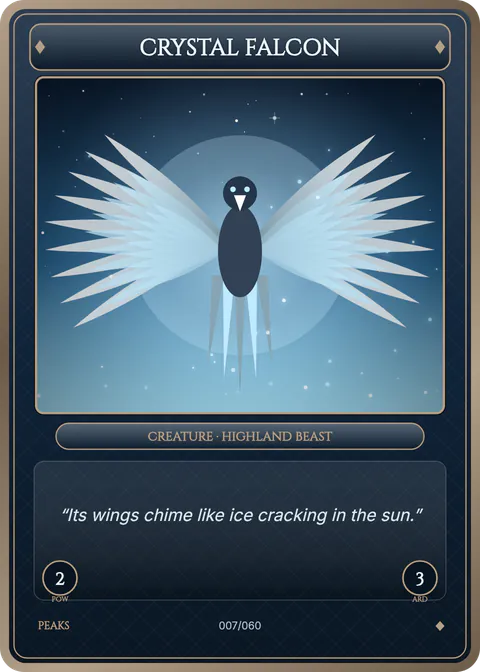 CRYSTAL FALCON
CREATURE · HIGHLAND BEAST
“Its wings chime like ice cracking in the sun.”
2
POW
3
ARD
PEAKS
007/060